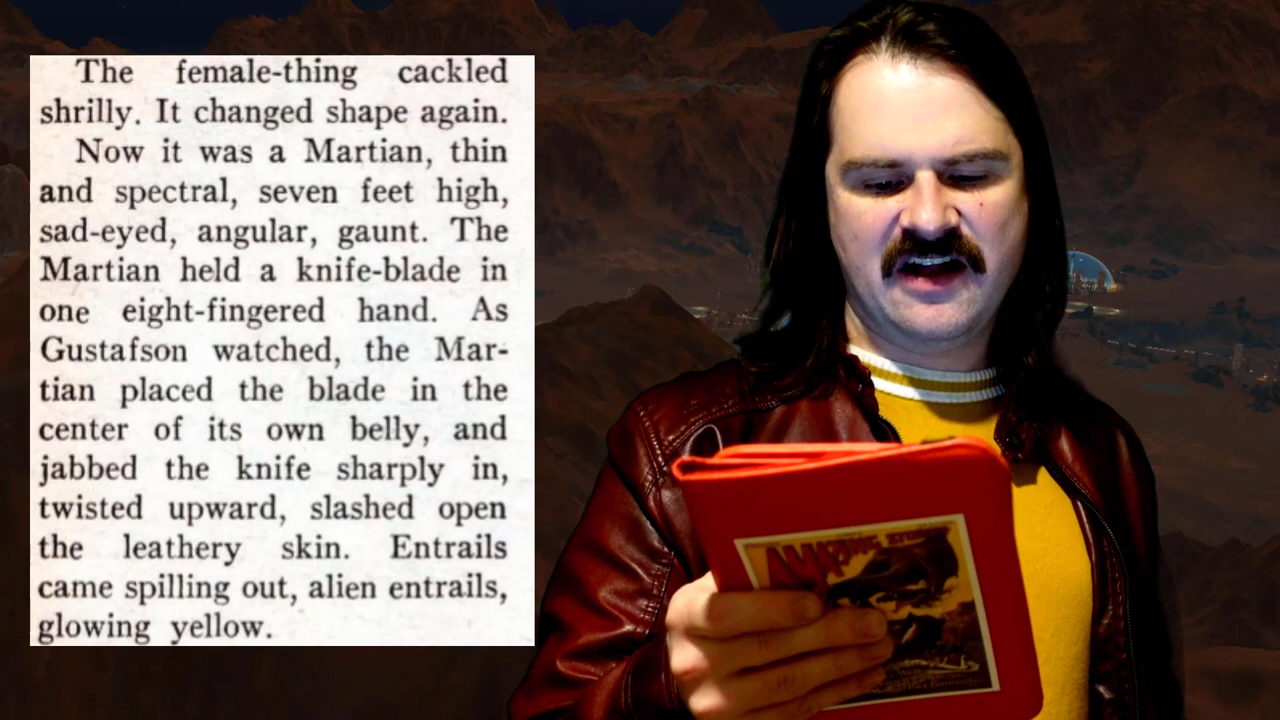 The female-thing cackled
shrilly. It changed shape again.
Now it was a Martian, thin
and spectral, seven feet high,
sad-eyed, angular, gaunt. The
Martian held a knife-blade in
one eight-fingered hand. As
Gustafson watched, the Mar-
tian placed the blade in the
center of its own belly, and
jabbed the knife sharply in,
twisted upward, slashed open
the leathery skin. Entrails
came spilling out, alien entrails,
glowing yellow.
AMAZING